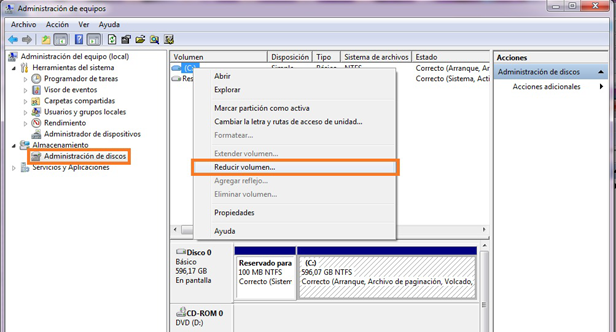 Administración de equipos
Archivo Acción Ver Ayuda
Administración del equipo (local)
Herramientas del sistema
Programador de tareas
Visor de eventos
Carpetas compartidas
Usuarios y grupos locales
Rendimiento
Administrador de dispositivos
Almacenamiento
Administración de discos
Servicios y Aplicaciones
Volumen Disposición Tipo Sistema de archivos Estado
(C:) Simple Básico NTFS Correcto (Arranque, Ar
Res Correcto (Sistema, Acti
Abrir
Explorar
Marcar partición como activa
Cambiar la letra y rutas de acceso de unidad...
Formatear...
Extender volumen...
Reducir volumen...
Agregar reflejo...
Eliminar volumen...
Propiedades
Ayuda
Disco 0
Básico
596,17 GB
En pantalla
Reservado para
100 MB NTFS
Correcto (Sistem
(C:)
596,07 GB NTFS
Correcto (Arranque, Archivo de paginación, Volcado,
CD-ROM 0
DVD (D:)
Acciones
Administración de discos
Acciones adicionales